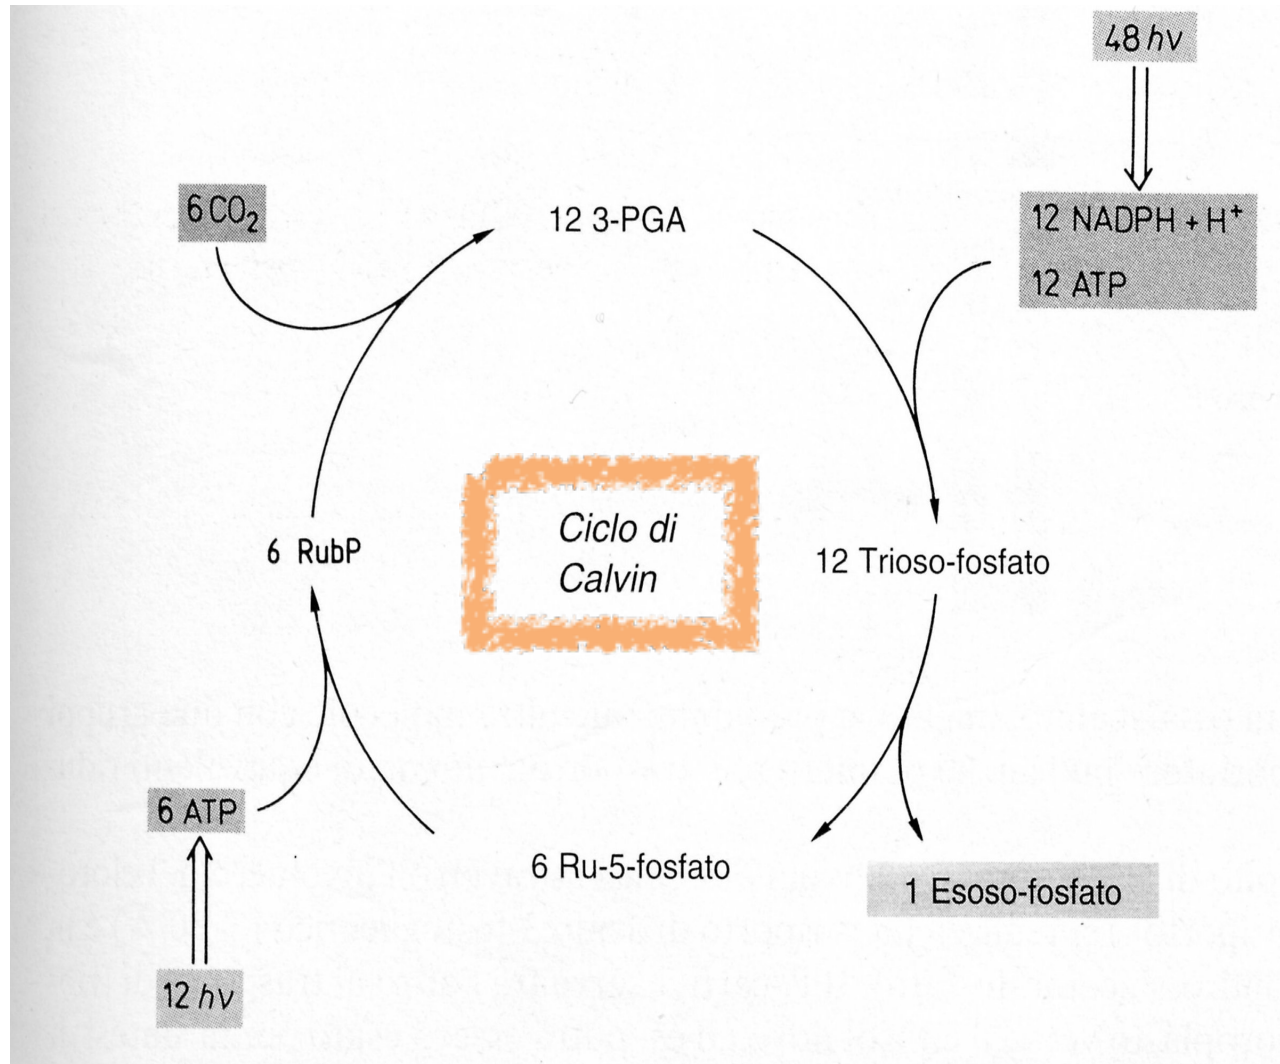 48 hν
6 CO₂
12 3-PGA
12 NADPH + H⁺
12 ATP
Ciclo di
Calvin
6 RubP
12 Trioso-fosfato
6 ATP
6 Ru-5-fosfato
1 Esoso-fosfato
12 hν